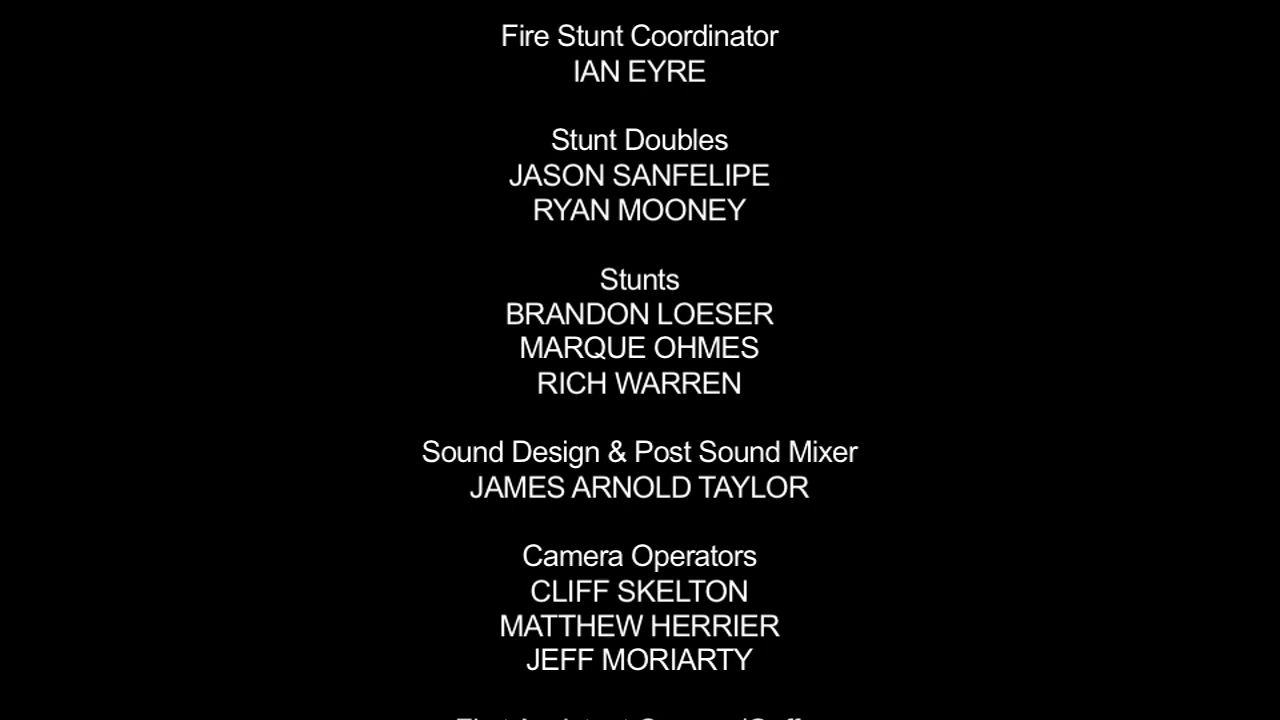 Fire Stunt Coordinator
IAN EYRE
Stunt Doubles
JASON SANFELIPE
RYAN MOONEY
Stunts
BRANDON LOESER
MARQUE OHMES
RICH WARREN
Sound Design & Post Sound Mixer
JAMES ARNOLD TAYLOR
Camera Operators
CLIFF SKELTON
MATTHEW HERRIER
JEFF MORIARTY